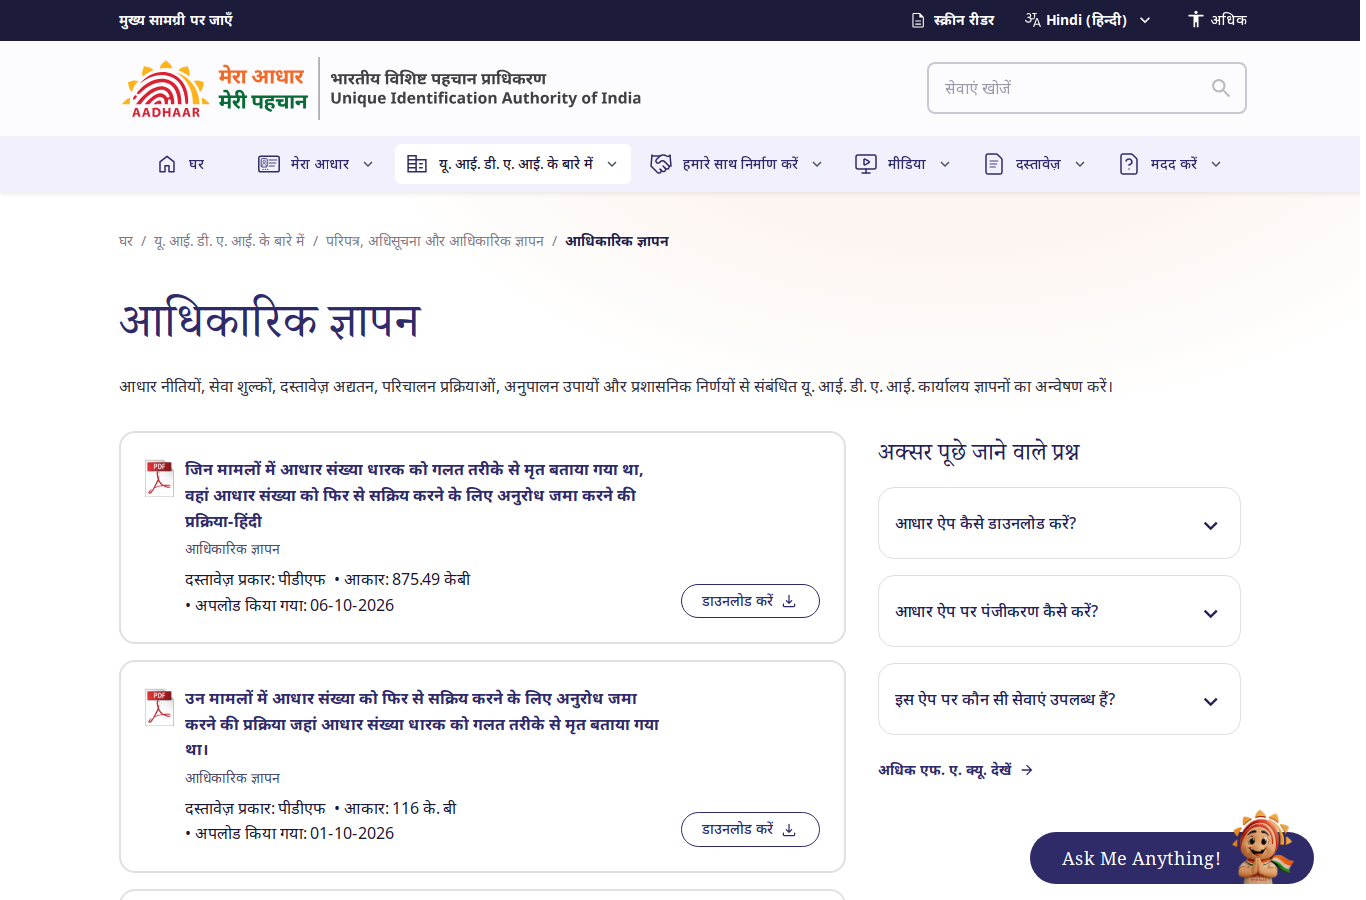 मुख्य सामग्री पर जाएँ
स्क्रीन रीडर
Hindi (हिन्दी)
अधिक
AADHAAR
मेरा आधार
मेरी पहचान
भारतीय विशिष्ट पहचान प्राधिकरण
Unique Identification Authority of India
सेवाएं खोजें
घर
मेरा आधार
यू. आई. डी. ए. आई. के बारे में
हमारे साथ निर्माण करें
मीडिया
दस्तावेज़
मदद करें
घर / यू. आई. डी. ए. आई. के बारे में / परिपत्र, अधिसूचना और आधिकारिक ज्ञापन / आधिकारिक ज्ञापन
आधिकारिक ज्ञापन
आधार नीतियों, सेवा शुल्कों, दस्तावेज़ अद्यतन, परिचालन प्रक्रियाओं, अनुपालन उपायों और प्रशासनिक निर्णयों से संबंधित यू. आई. डी. ए. आई. कार्यालय ज्ञापनों का अन्वेषण करें।
PDF
जिन मामलों में आधार संख्या धारक को गलत तरीके से मृत बताया गया था,
वहां आधार संख्या को फिर से सक्रिय करने के लिए अनुरोध जमा करने की
प्रक्रिया-हिंदी
आधिकारिक ज्ञापन
दस्तावेज़ प्रकार: पीडीएफ • आकार: 875.49 केबी
• अपलोड किया गया: 06-10-2026
डाउनलोड करें
PDF
उन मामलों में आधार संख्या को फिर से सक्रिय करने के लिए अनुरोध जमा
करने की प्रक्रिया जहां आधार संख्या धारक को गलत तरीके से मृत बताया गया
था।
आधिकारिक ज्ञापन
दस्तावेज़ प्रकार: पीडीएफ • आकार: 116 के. बी
• अपलोड किया गया: 01-10-2026
डाउनलोड करें
अक्सर पूछे जाने वाले प्रश्न
आधार ऐप कैसे डाउनलोड करें?
आधार ऐप पर पंजीकरण कैसे करें?
इस ऐप पर कौन सी सेवाएं उपलब्ध हैं?
अधिक एफ. ए. क्यू. देखें
Ask Me Anything!